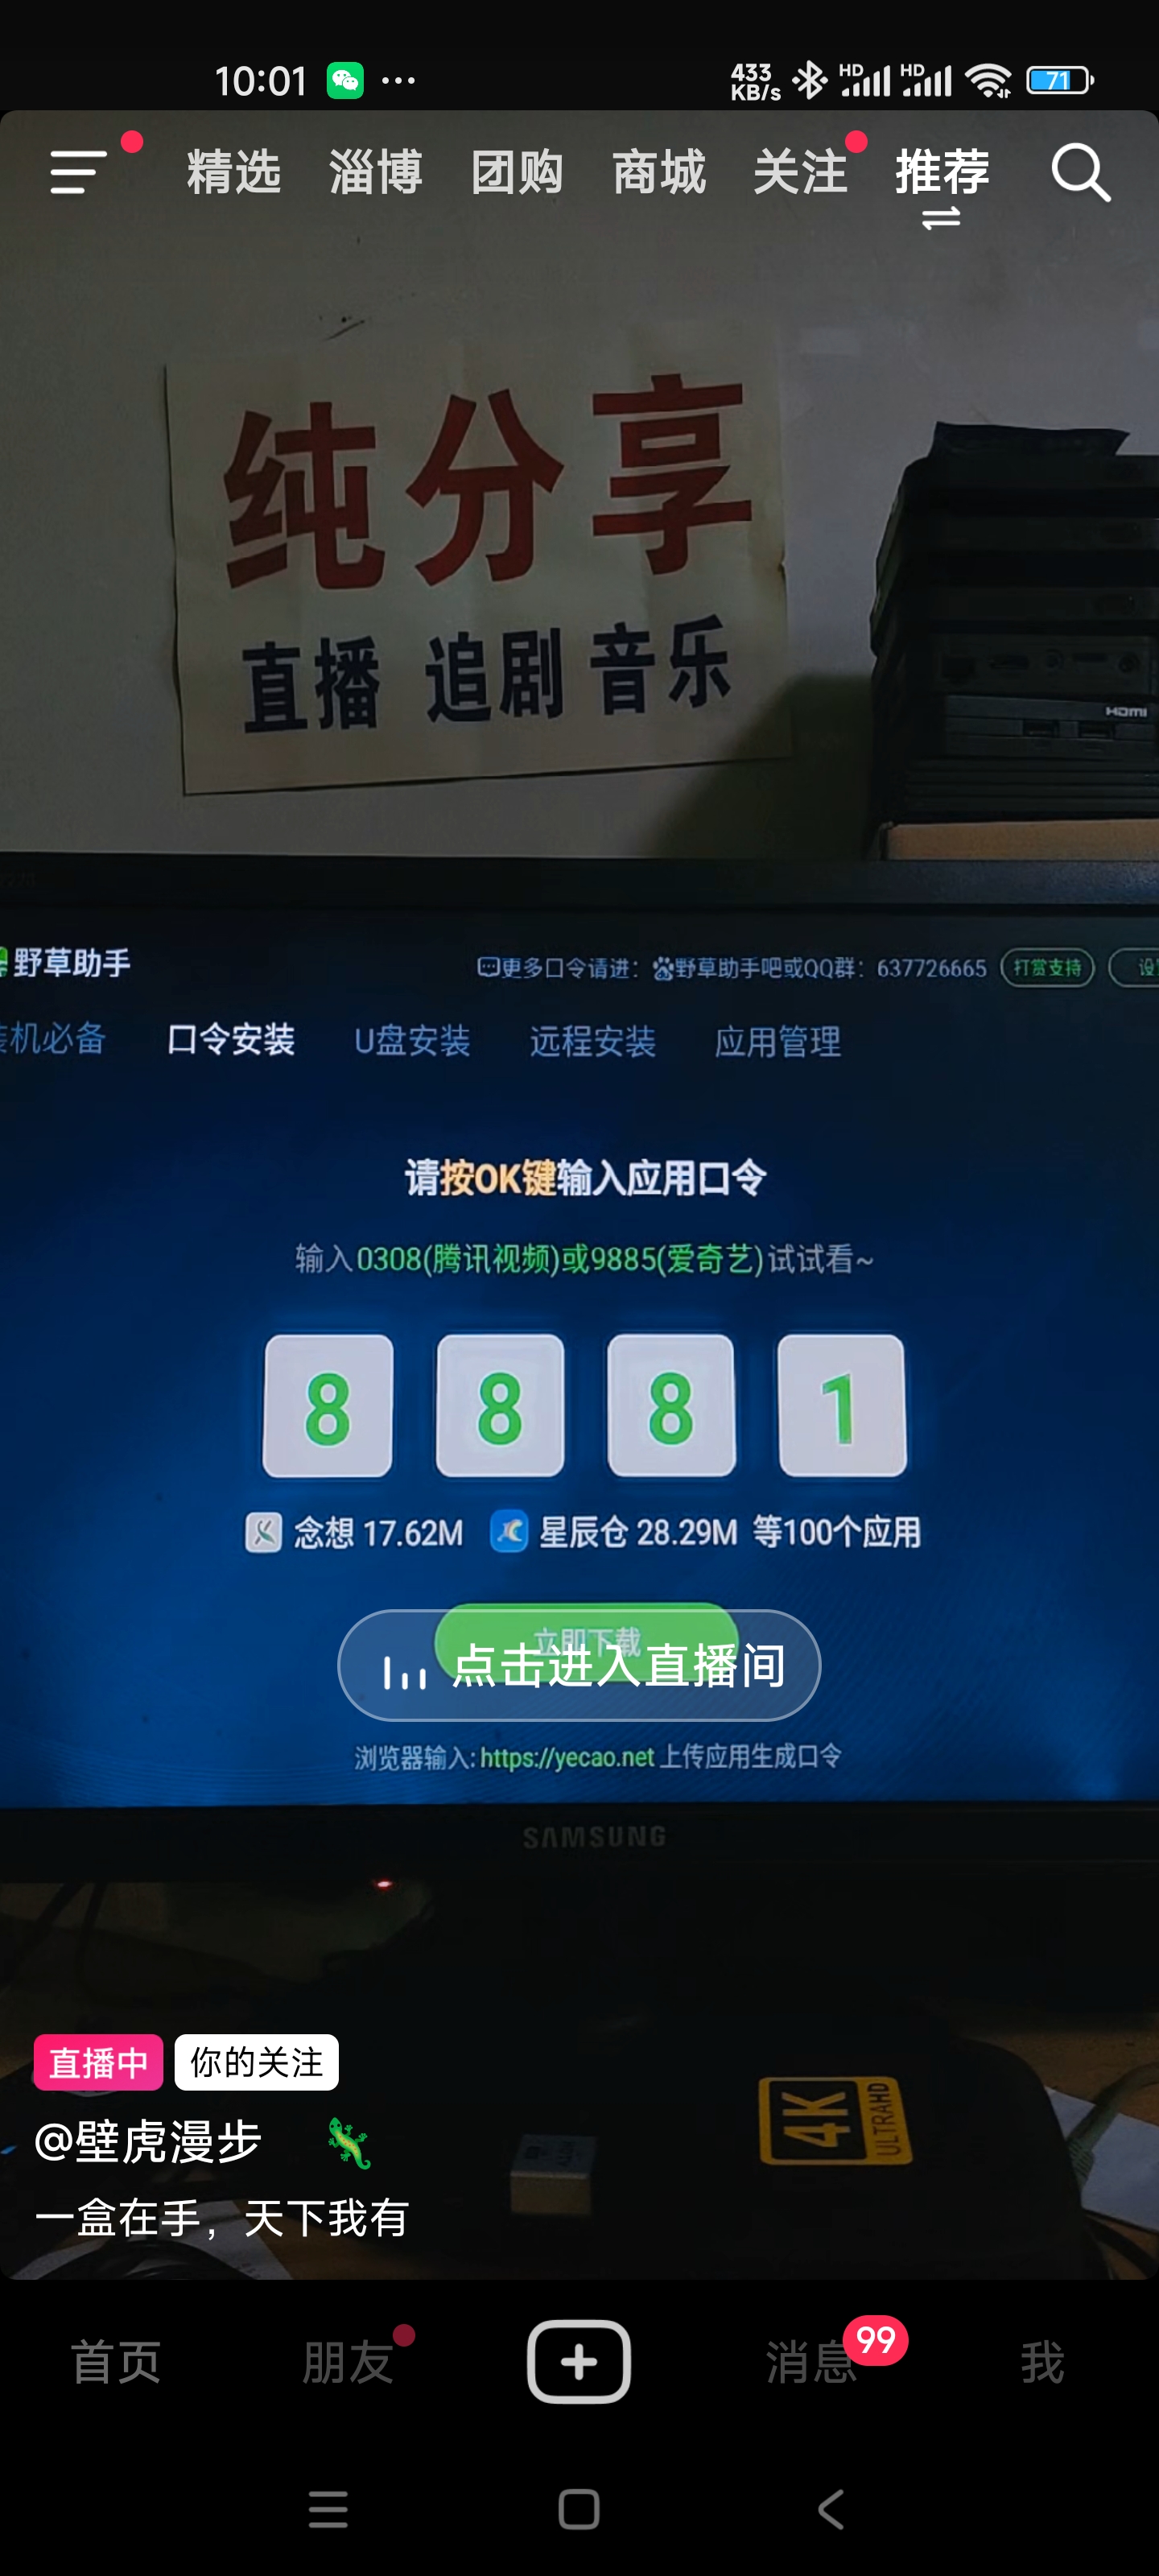 10:01
433 KB/s
HD HD
71
精选 淄博 团购 商城 关注 推荐
纯分享
直播 追剧 音乐
HDMI
野草助手
更多口令请进：野草助手吧或QQ群：637726665 打赏支持
机必备 口令安装 U盘安装 远程安装 应用管理
请按OK键输入应用口令
输入0308(腾讯视频)或9885(爱奇艺)试试看~
8 8 8 1
念想 17.62M 星辰仓 28.29M 等100个应用
立即下载
点击进入直播间
浏览器输入: https://yecao.net 上传应用生成口令
SAMSUNG
直播中 你的关注
@壁虎漫步
4K ULTRAHD
一盒在手，天下我有
首页 朋友 消息 99 我